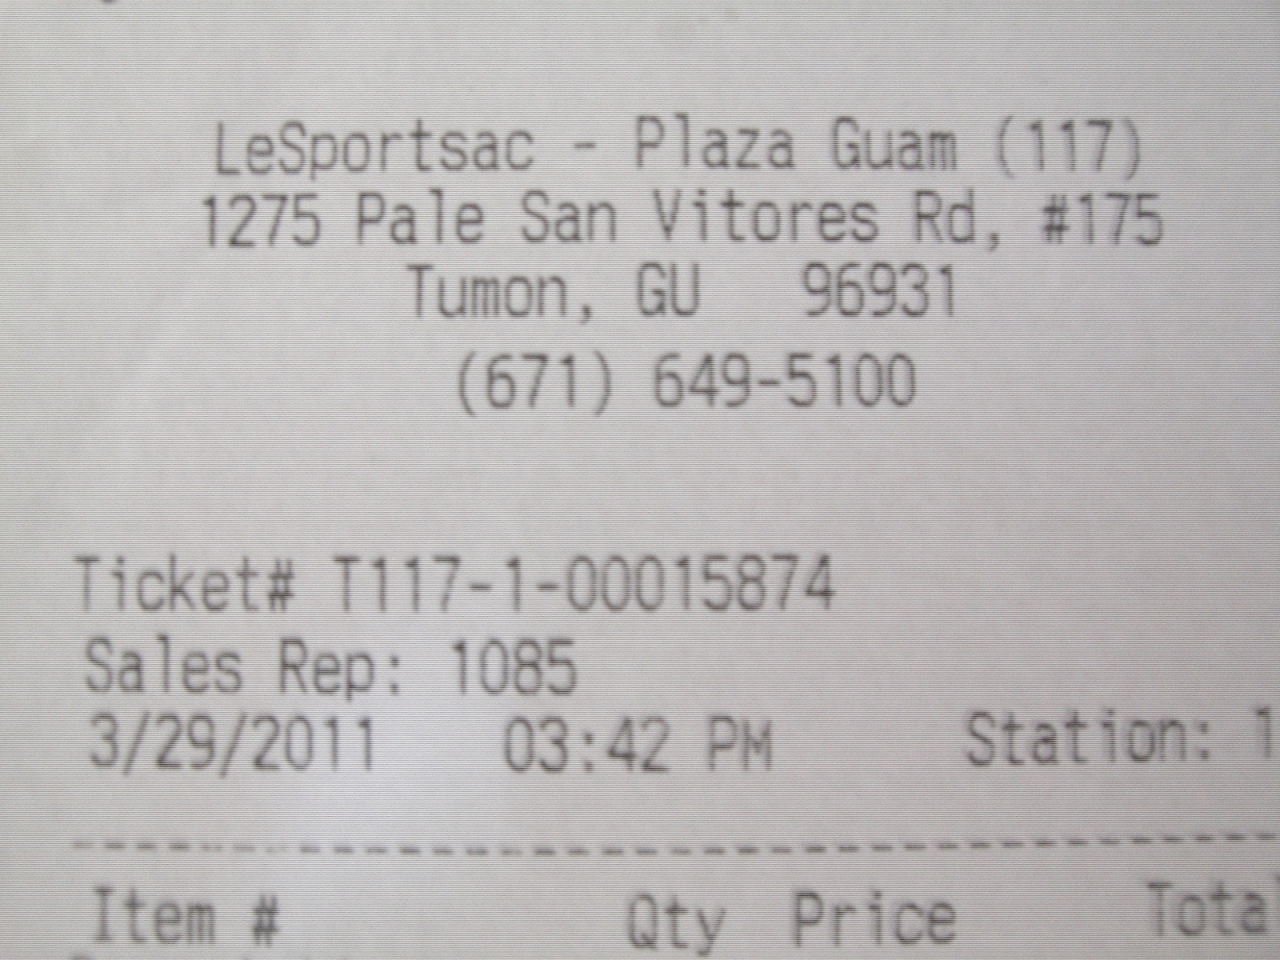 LeSportsac - Plaza Guam (117)
1275 Pale San Vitores Rd, #175
Tumon, GU 96931
(671) 649-5100
Ticket# T117-1-00015874
Sales Rep: 1085
3/29/2011 03:42 PM Station: 1
Item # Qty Price Total